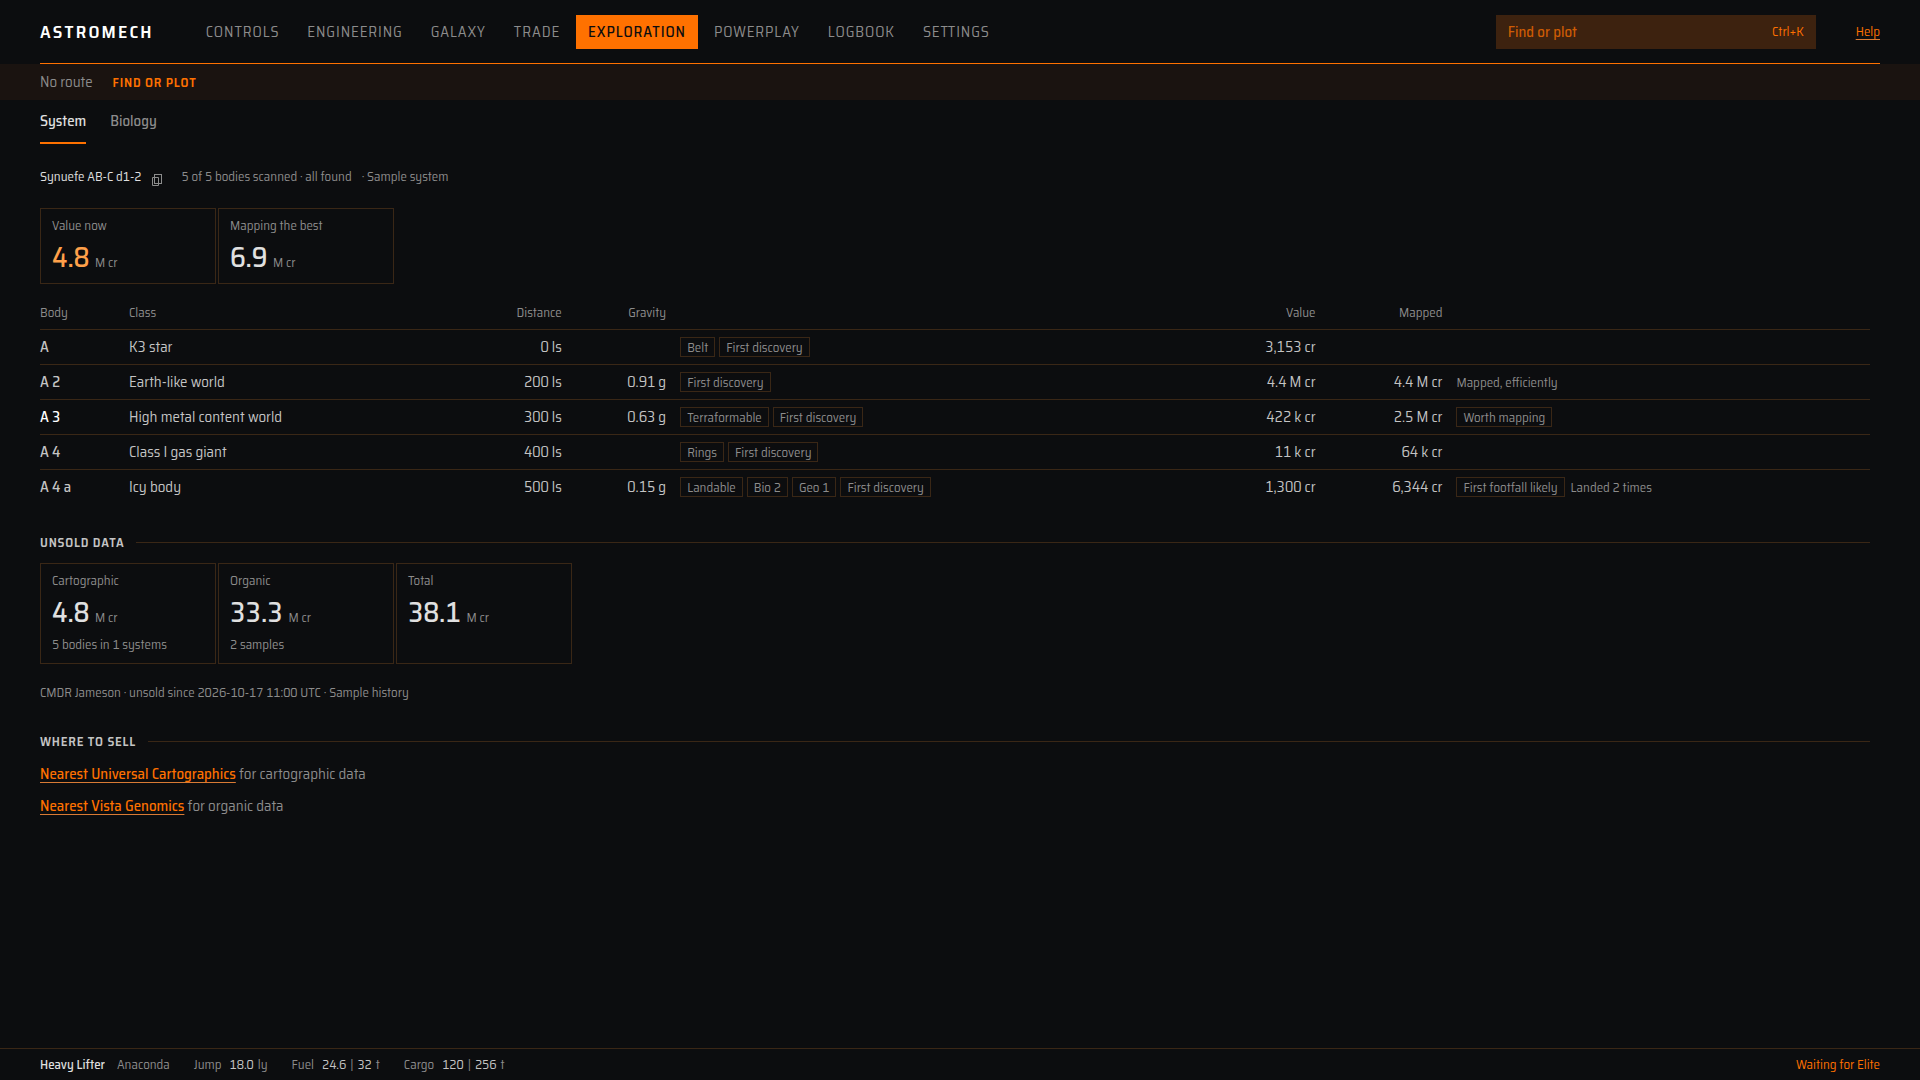 ASTROMECH CONTROLS ENGINEERING GALAXY TRADE EXPLORATION POWERPLAY LOGBOOK SETTINGS Find or plot Ctrl+K Help
No route FIND OR PLOT
System Biology
Synuefe AB-C d1-2 5 of 5 bodies scanned · all found · Sample system
Value now Mapping the best
4.8 M cr 6.9 M cr
Body Class Distance Gravity Value Mapped
A K3 star 0 ls Belt First discovery 3,153 cr
A 2 Earth-like world 200 ls 0.91 g First discovery 4.4 M cr 4.4 M cr Mapped, efficiently
A 3 High metal content world 300 ls 0.63 g Terraformable First discovery 422 k cr 2.5 M cr Worth mapping
A 4 Class I gas giant 400 ls Rings First discovery 11 k cr 64 k cr
A 4 a Icy body 500 ls 0.15 g Landable Bio 2 Geo 1 First discovery 1,300 cr 6,344 cr First footfall likely Landed 2 times
UNSOLD DATA
Cartographic Organic Total
4.8 M cr 33.3 M cr 38.1 M cr
5 bodies in 1 systems 2 samples
CMDR Jameson · unsold since 2026-10-17 11:00 UTC · Sample history
WHERE TO SELL
Nearest Universal Cartographics for cartographic data
Nearest Vista Genomics for organic data
Heavy Lifter Anaconda Jump 18.0 ly Fuel 24.6 | 32 t Cargo 120 | 256 t Waiting for Elite